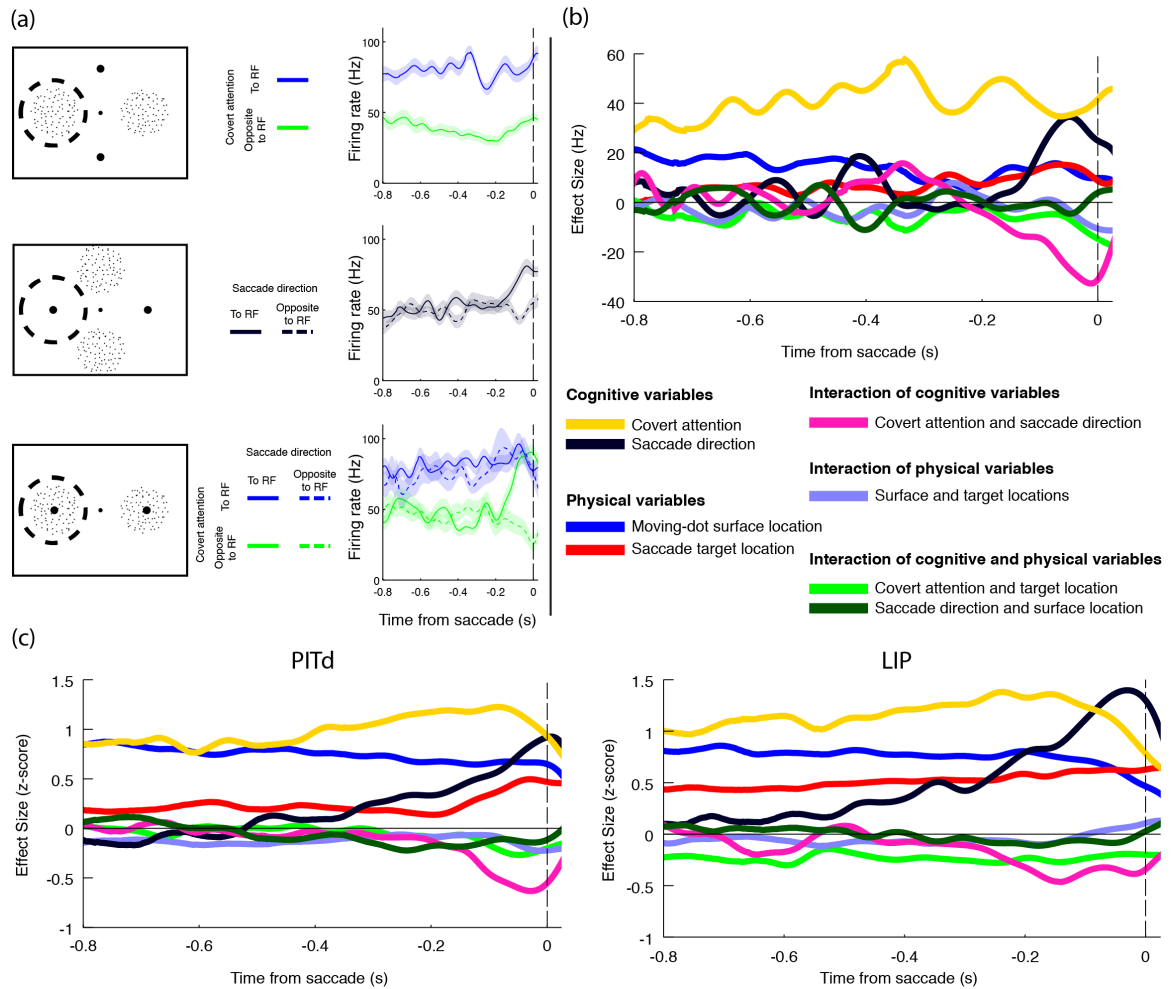 (a)
Covert attention
To RF
Opposite
to RF
Firing rate (Hz)
100
50
0
-0.8 -0.6 -0.4 -0.2 0
Saccade direction
To RF
Opposite
to RF
Firing rate (Hz)
100
50
0
-0.8 -0.6 -0.4 -0.2 0
Saccade direction
To RF
Opposite
to RF
Covert attention
To RF
Opposite
to RF
Firing rate (Hz)
100
50
0
-0.8 -0.6 -0.4 -0.2 0
Time from saccade (s)
(b)
Effect Size (Hz)
60
40
20
0
-20
-40
-0.8 -0.6 -0.4 -0.2 0
Time from saccade (s)
Cognitive variables
Covert attention
Saccade direction
Physical variables
Moving-dot surface location
Saccade target location
Interaction of cognitive variables
Covert attention and saccade direction
Interaction of physical variables
Surface and target locations
Interaction of cognitive and physical variables
Covert attention and target location
Saccade direction and surface location
(c)
PITd
Effect Size (z-score)
1.5
1
0.5
0
-0.5
-1
-0.8 -0.6 -0.4 -0.2 0
Time from saccade (s)
LIP
Effect Size (z-score)
1.5
1
0.5
0
-0.5
-1
-0.8 -0.6 -0.4 -0.2 0
Time from saccade (s)